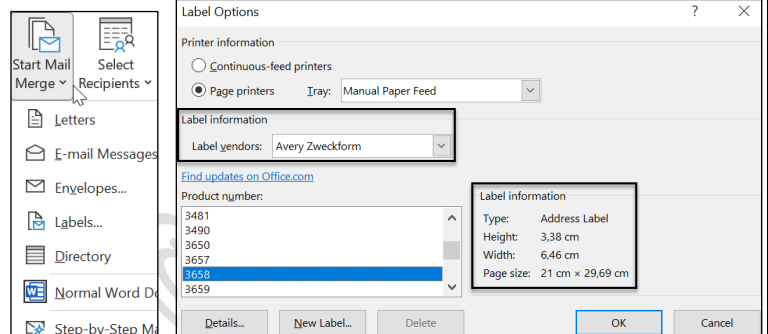 Start Mail
Merge
Select
Recipients
Letters
E-mail Messages
Envelopes...
Labels...
Directory
Normal Word Do
Step-by-Step Ma
Label Options
Printer information
Continuous-feed printers
Page printers
Tray:
Manual Paper Feed
Label information
Label vendors:
Avery Zweckform
Find updates on Office.com
Product number:
3481
3490
3650
3657
3658
3659
Label information
Type: Address Label
Height: 3,38 cm
Width: 6,46 cm
Page size: 21 cm × 29,69 cm
Details...
New Label...
Delete
OK
Cancel